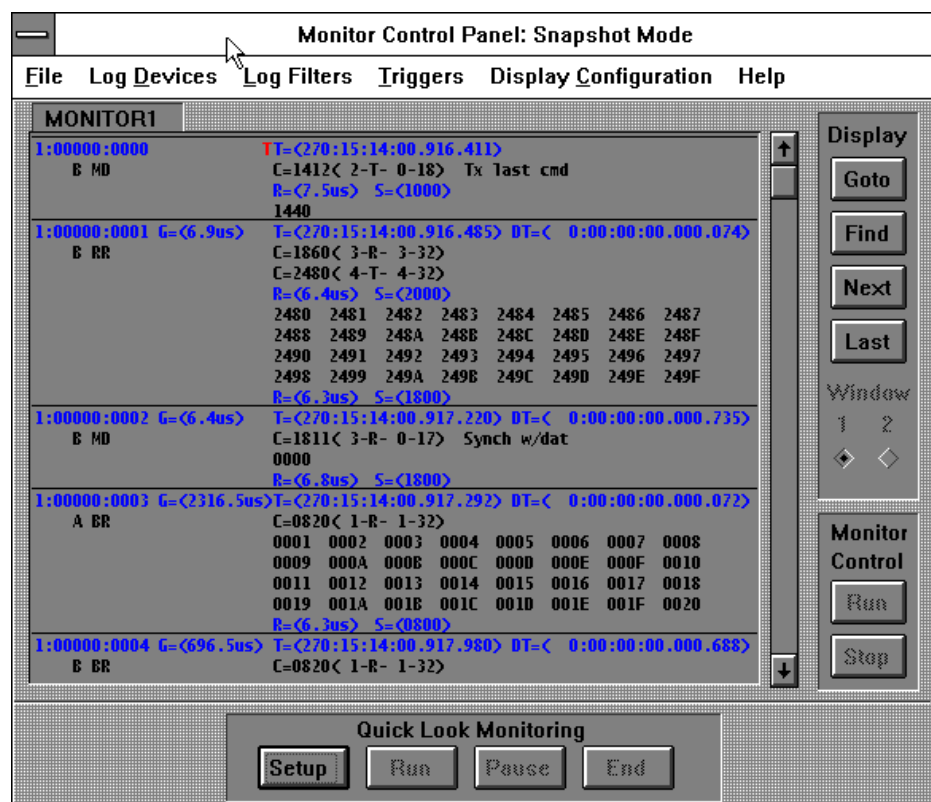 Monitor Control Panel: Snapshot Mode
File Log Devices Log Filters Triggers Display Configuration Help
MONITOR1
1:00000:0000 TT=<270:15:14:00.916.411>
B MD C=1412< 2-T- 0-18> Tx last cmd
R=<7.5us> S=<1000>
1440
1:00000:0001 G=<6.9us> T=<270:15:14:00.916.485> DT=< 0:00:00:00.000.074>
B RR C=1860< 3-R- 3-32>
C=2480< 4-T- 4-32>
R=<6.4us> S=<2000>
2480 2481 2482 2483 2484 2485 2486 2487
2488 2489 248A 248B 248C 248D 248E 248F
2490 2491 2492 2493 2494 2495 2496 2497
2498 2499 249A 249B 249C 249D 249E 249F
R=<6.3us> S=<1800>
1:00000:0002 G=<6.4us> T=<270:15:14:00.917.220> DT=< 0:00:00:00.000.735>
B MD C=1811< 3-R- 0-17> Synch w/dat
0000
R=<6.8us> S=<1800>
1:00000:0003 G=<2316.5us>T=<270:15:14:00.917.292> DT=< 0:00:00:00.000.072>
A BR C=0820< 1-R- 1-32>
0001 0002 0003 0004 0005 0006 0007 0008
0009 000A 000B 000C 000D 000E 000F 0010
0011 0012 0013 0014 0015 0016 0017 0018
0019 001A 001B 001C 001D 001E 001F 0020
R=<6.3us> S=<0800>
1:00000:0004 G=<696.5us> T=<270:15:14:00.917.980> DT=< 0:00:00:00.000.688>
B BR C=0820< 1-R- 1-32>
Display
Goto
Find
Next
Last
Window
1 2
Monitor
Control
Run
Stop
Quick Look Monitoring
Setup Run Pause End